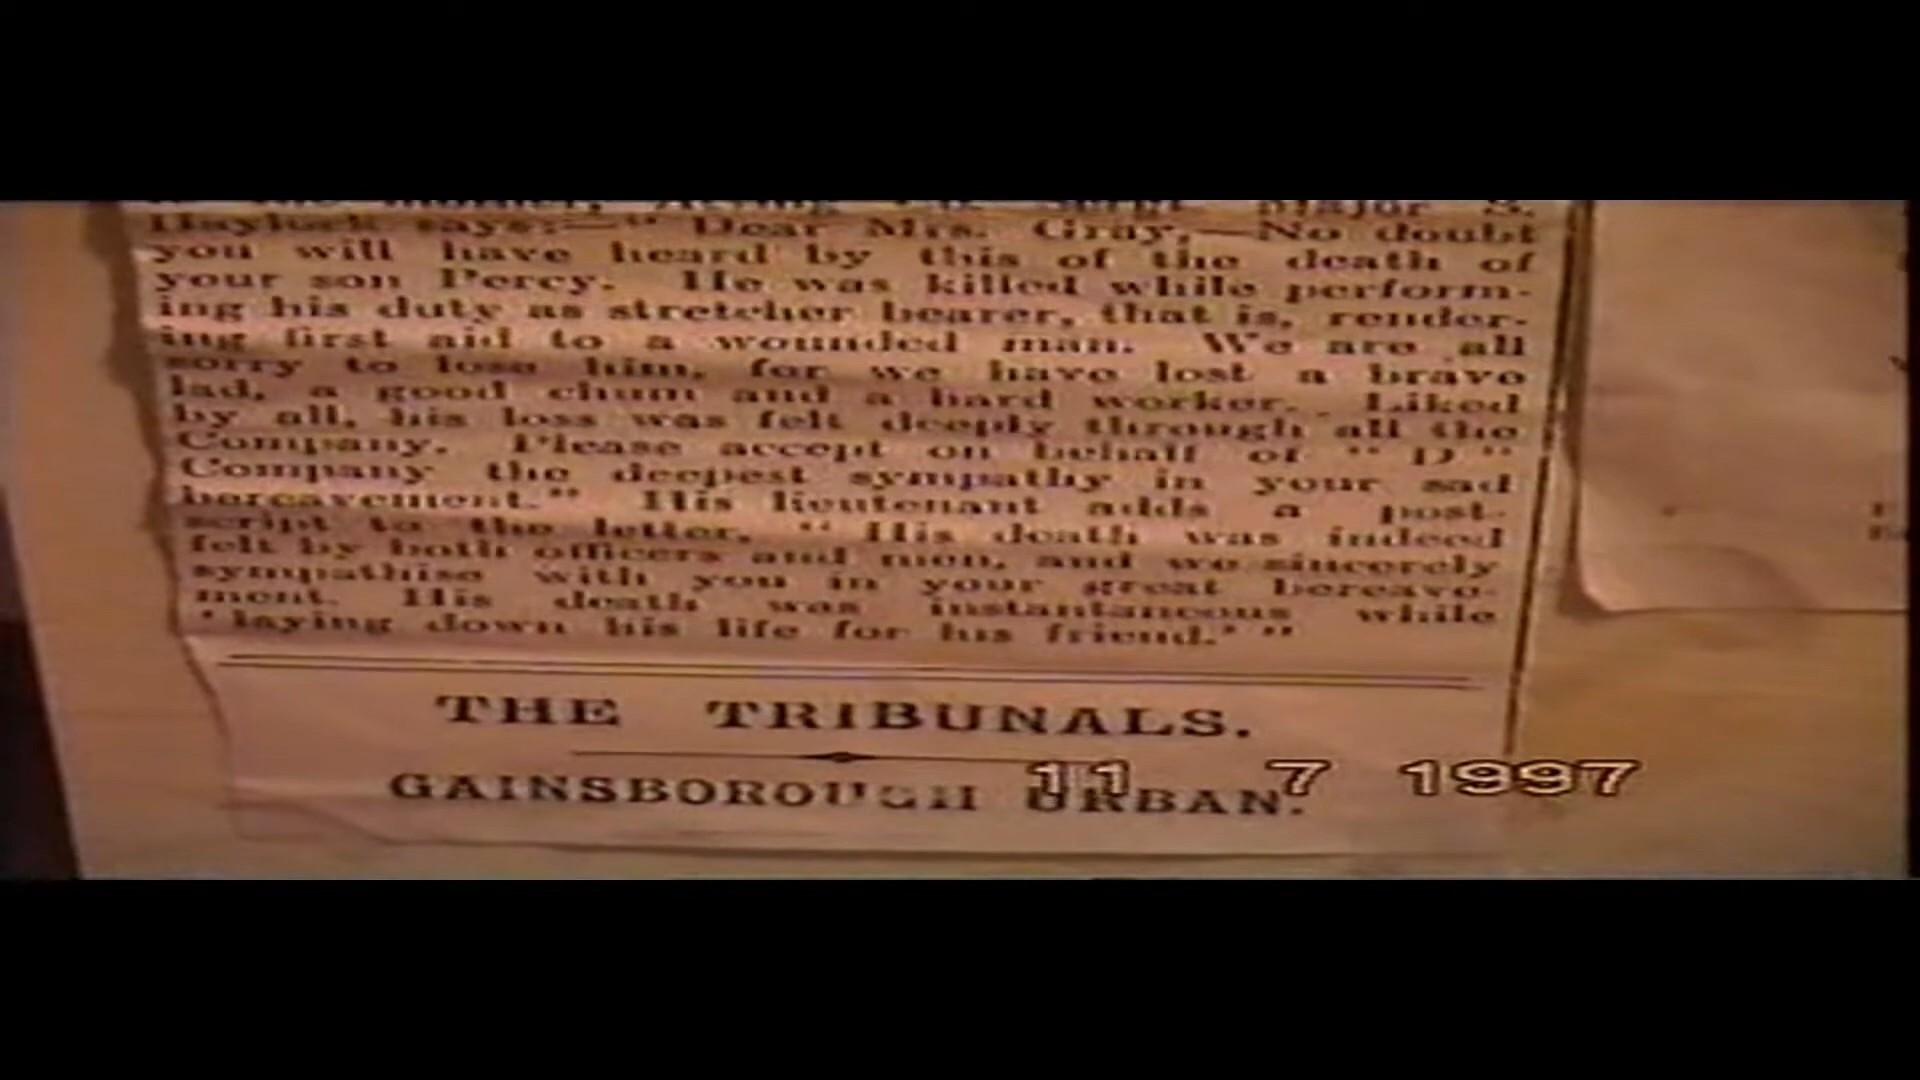 Major S.
says:—" Dear Mrs. Gray,—No doubt
you will have heard by this of the death of
your son Percy. He was killed while perform-
ing his duty as stretcher bearer, that is, render-
ing first aid to a wounded man. We are all
sorry to lose him, for we have lost a brave
lad, a good chum and a hard worker. Liked
by all, his loss was felt deeply through all the
Company. Please accept on behalf of " D "
Company the deepest sympathy in your sad
bereavement." His lieutenant adds a post-
script to the letter, " His death was indeed
felt by both officers and men, and we sincerely
sympathise with you in your great bereave-
ment. His death was instantaneous while
' laying down his life for his friend.' "
THE TRIBUNALS.
GAINSBOROUGH URBAN.
11 7 1997